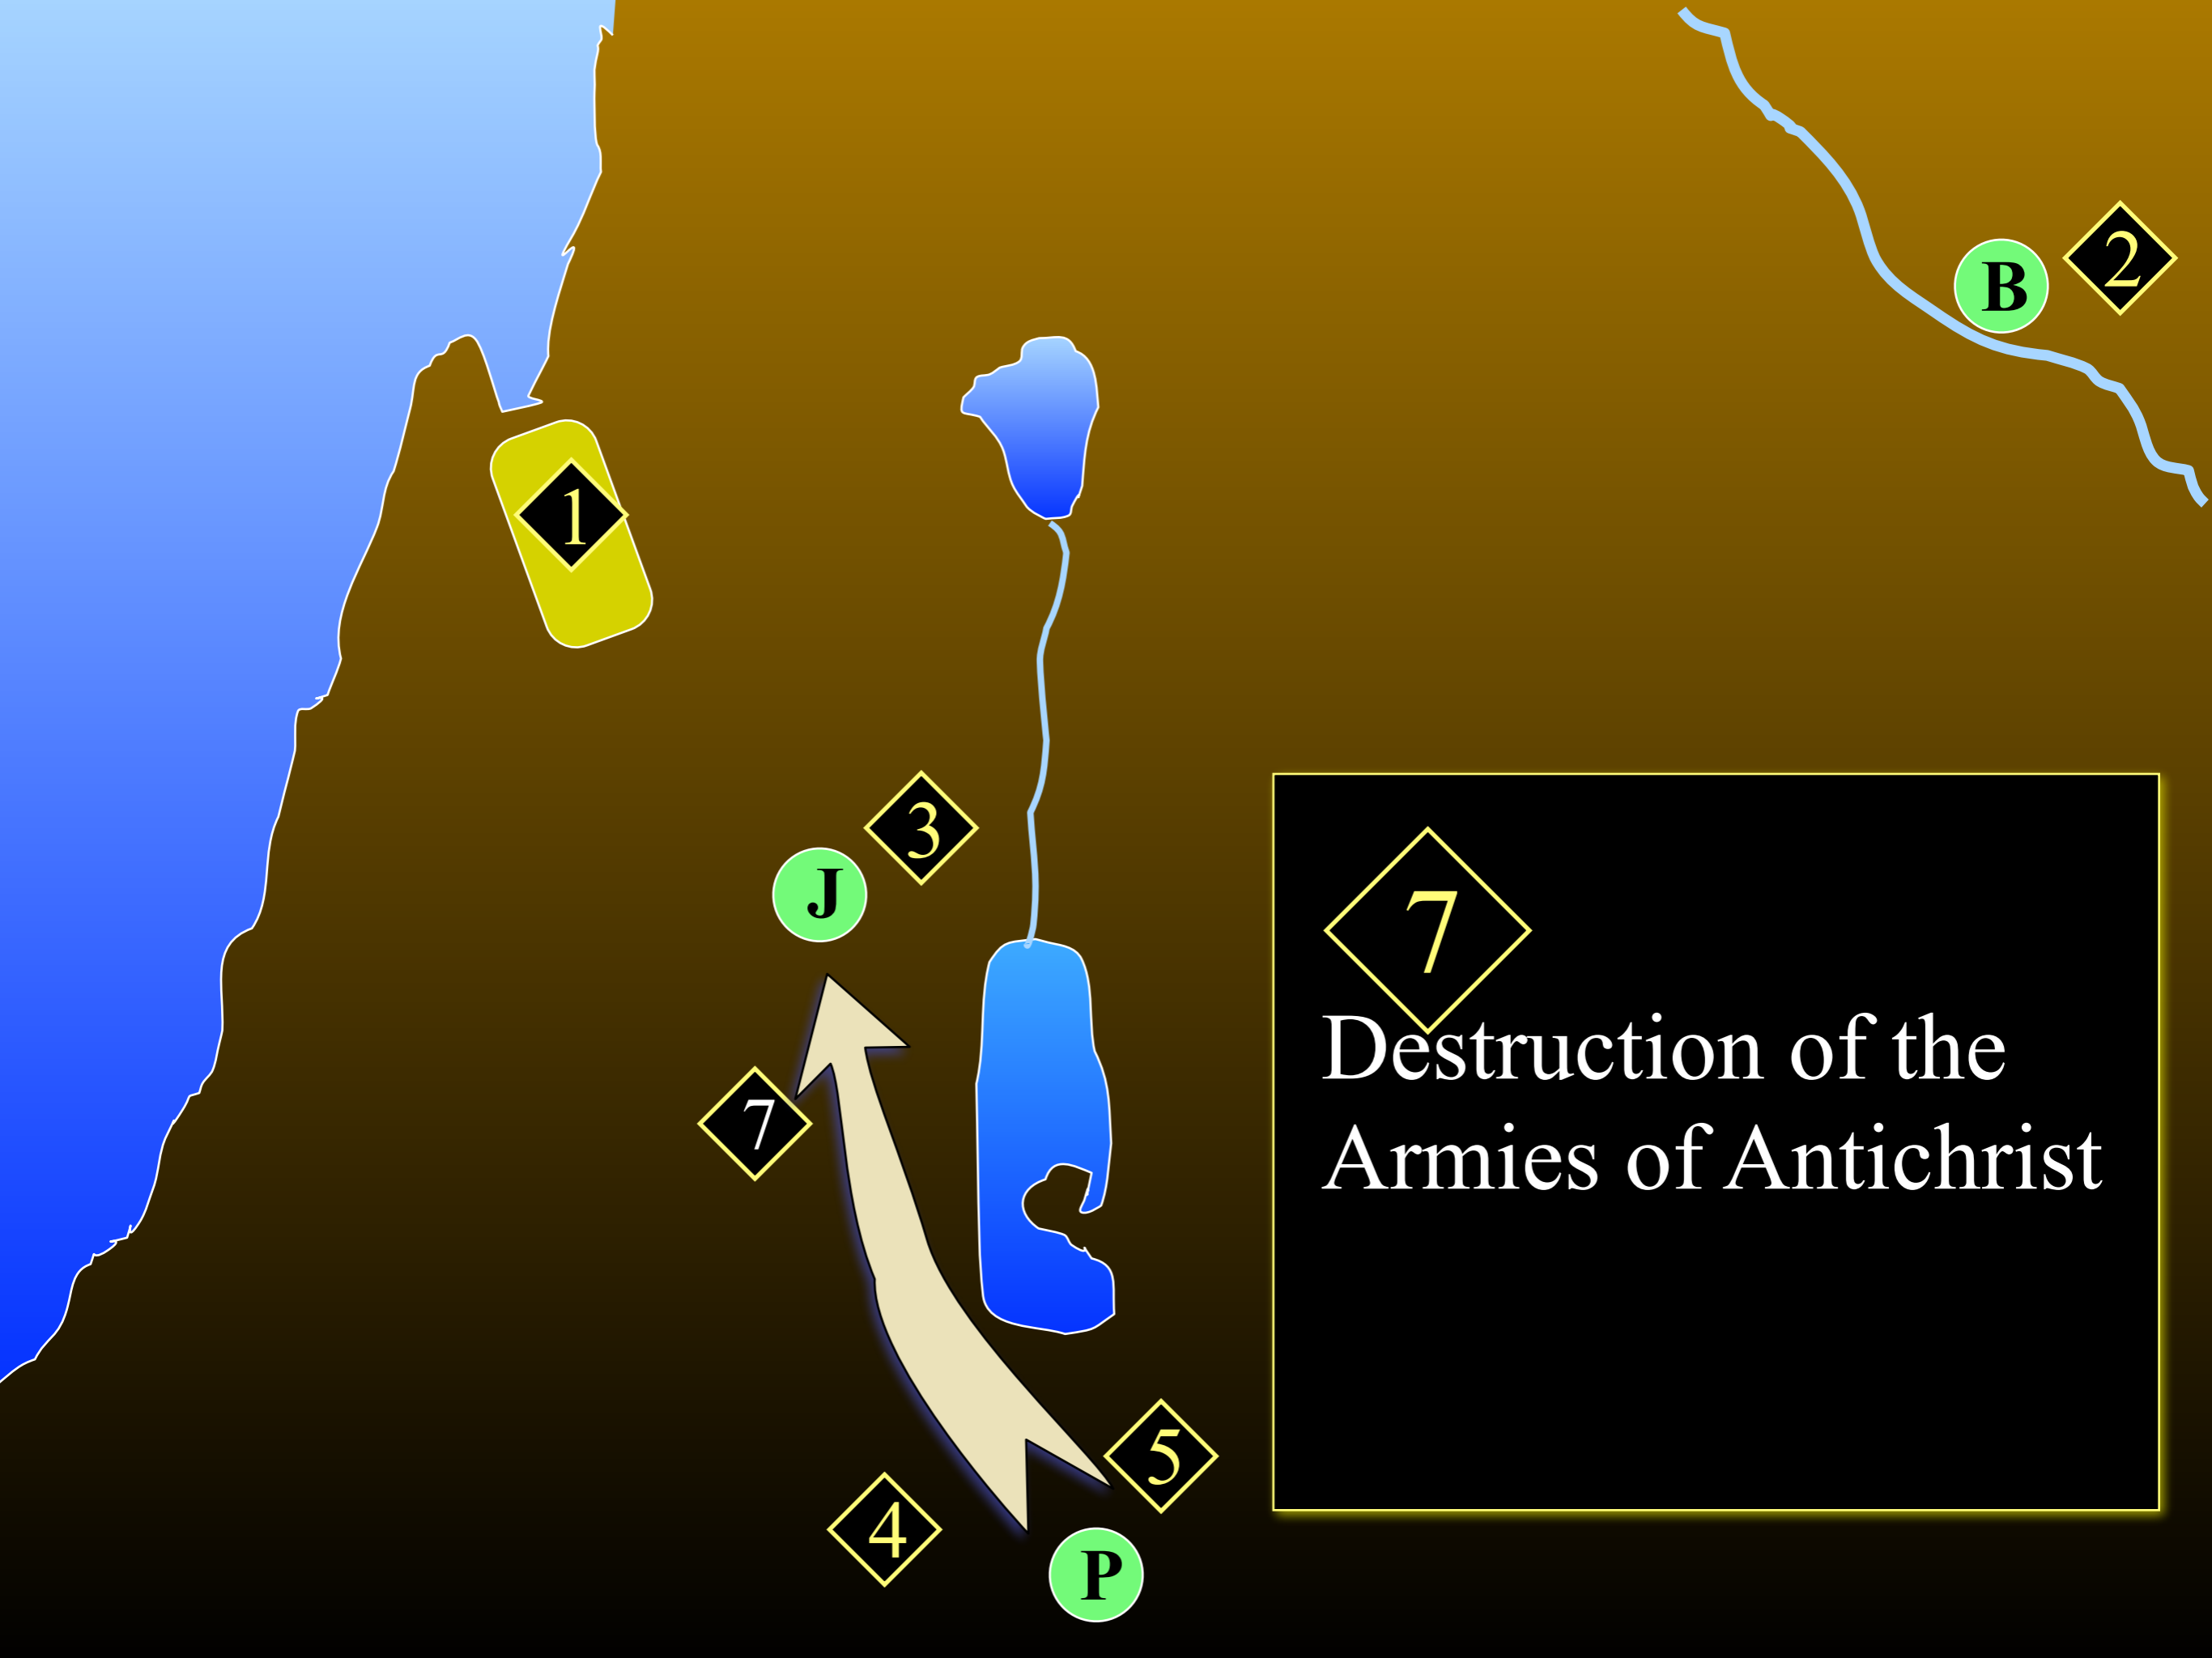 B
2
1
3
J
7
Destruction of the
Armies of Antichrist
7
5
4
P